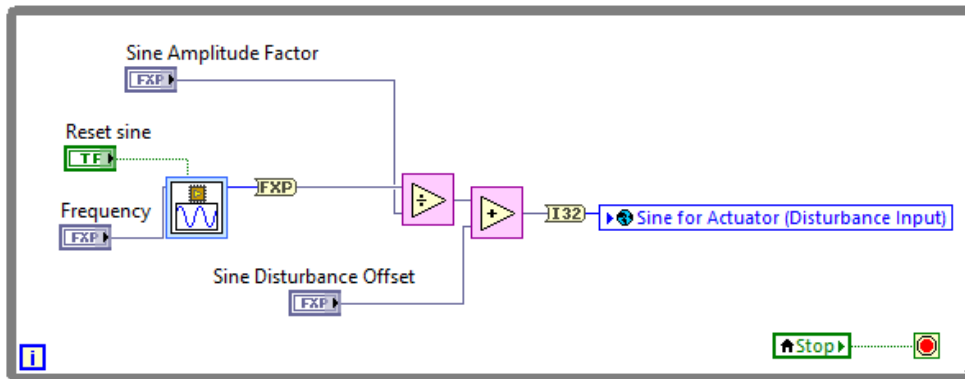 Sine Amplitude Factor
FXP
Reset sine
TF
FXP
Frequency
FXP
I32
Sine for Actuator (Disturbance Input)
Sine Disturbance Offset
FXP
Stop
i